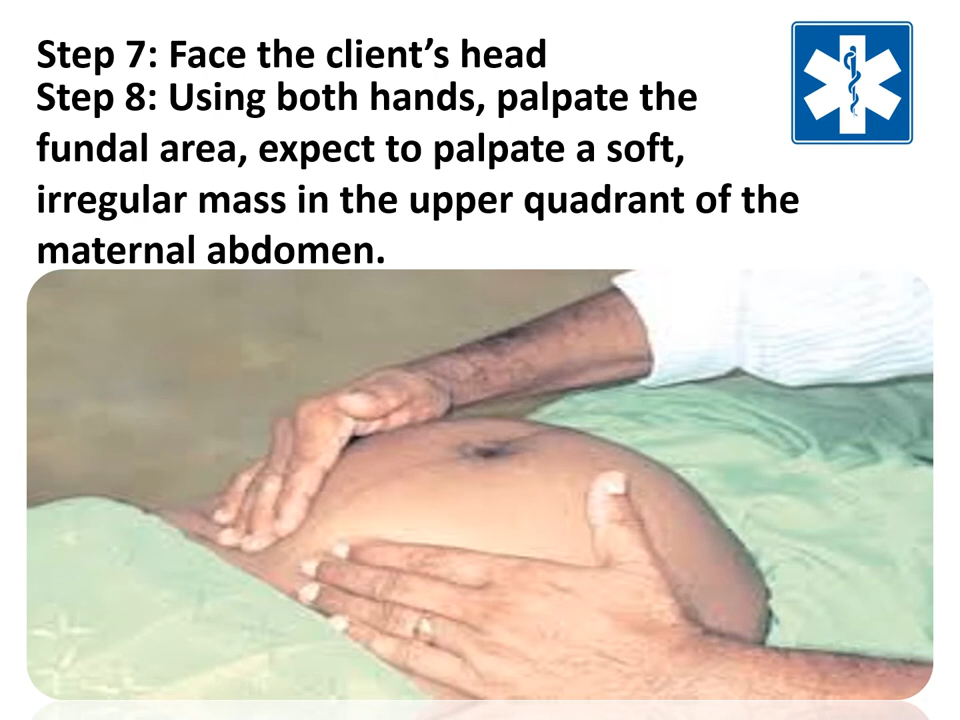 Step 7: Face the client’s head
Step 8: Using both hands, palpate the
fundal area, expect to palpate a soft,
irregular mass in the upper quadrant of the
maternal abdomen.